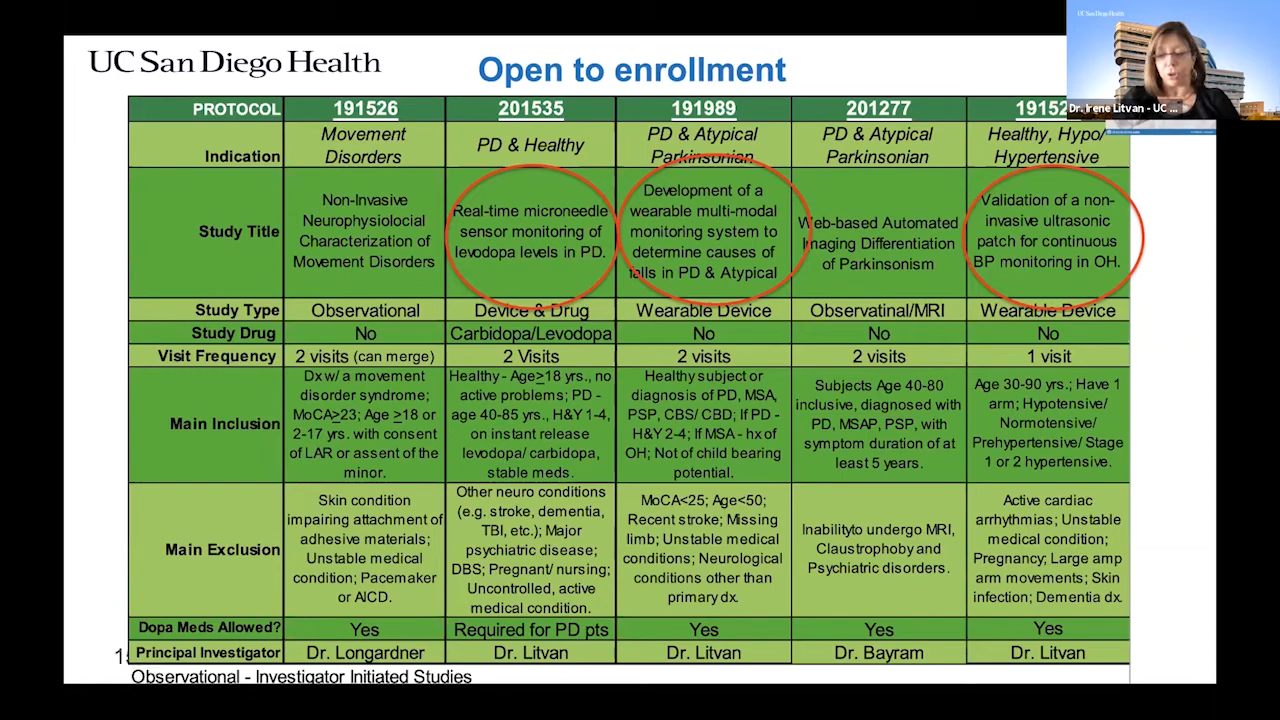 UC San Diego Health
Open to enrollment
UC San Diego Health
Dr. Irene Litvan - UC ...
PROTOCOL 191526 201535 191989 201277
Indication
Movement
Disorders
PD & Healthy
PD & Atypical
Parkinsonian
PD & Atypical
Parkinsonian
Healthy, Hypo/
Hypertensive
Study Title
Non-Invasive
Neurophysiolocial
Characterization of
Movement Disorders
Real-time microneedle
sensor monitoring of
levodopa levels in PD.
Development of a
wearable multi-modal
monitoring system to
determine causes of
falls in PD & Atypical
Web-based Automated
Imaging Differentiation
of Parkinsonism
Validation of a non-
invasive ultrasonic
patch for continuous
BP monitoring in OH.
Study Type Observational Device & Drug Wearable Device Observatinal/MRI Wearable Device
Study Drug No Carbidopa/Levodopa No No No
Visit Frequency 2 visits (can merge) 2 Visits 2 visits 2 visits 1 visit
Main Inclusion
Dx w/ a movement
disorder syndrome;
MoCA≥23; Age ≥18 or
2-17 yrs. with consent
of LAR or assent of the
minor.
Healthy - Age≥18 yrs., no
active problems; PD -
age 40-85 yrs., H&Y 1-4,
on instant release
levodopa/ carbidopa,
stable meds.
Healthy subject or
diagnosis of PD, MSA,
PSP, CBS/ CBD; If PD -
H&Y 2-4; If MSA - hx of
OH; Not of child bearing
potential.
Subjects Age 40-80
inclusive, diagnosed with
PD, MSAP, PSP, with
symptom duration of at
least 5 years.
Age 30-90 yrs.; Have 1
arm; Hypotensive/
Normotensive/
Prehypertensive/ Stage
1 or 2 hypertensive.
Main Exclusion
Skin condition
impairing attachment of
adhesive materials;
Unstable medical
condition; Pacemaker
or AICD.
Other neuro conditions
(e.g. stroke, dementia,
TBI, etc.); Major
psychiatric disease;
DBS; Pregnant/ nursing;
Uncontrolled, active
medical condition.
MoCA<25; Age<50;
Recent stroke; Missing
limb; Unstable medical
conditions; Neurological
conditions other than
primary dx.
Inabilityto undergo MRI,
Claustrophoby and
Psychiatric disorders.
Active cardiac
arrhythmias; Unstable
medical condition;
Pregnancy; Large amp
arm movements; Skin
infection; Dementia dx.
Dopa Meds Allowed? Yes Required for PD pts Yes Yes Yes
Principal Investigator Dr. Longardner Dr. Litvan Dr. Litvan Dr. Bayram Dr. Litvan
Observational - Investigator Initiated Studies